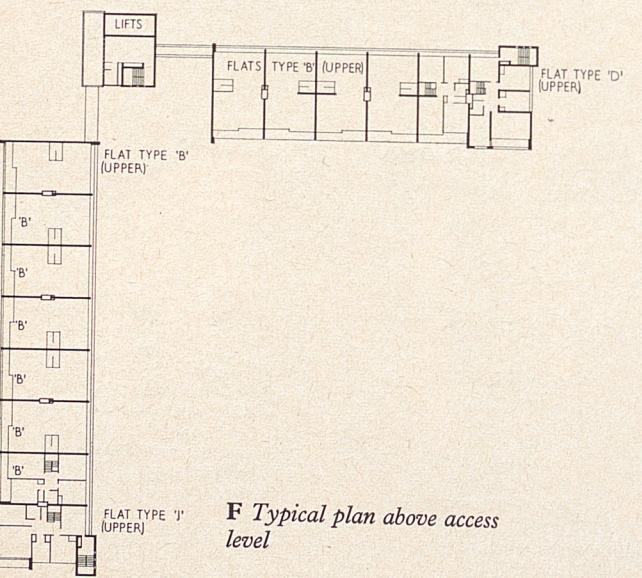 LIFTS
FLATS TYPE 'B' (UPPER)
FLAT TYPE 'D'
(UPPER)
FLAT TYPE 'B'
(UPPER)
'B'
'B'
'B'
'B'
'B'
'B'
FLAT TYPE 'J'
(UPPER)
F Typical plan above access
level